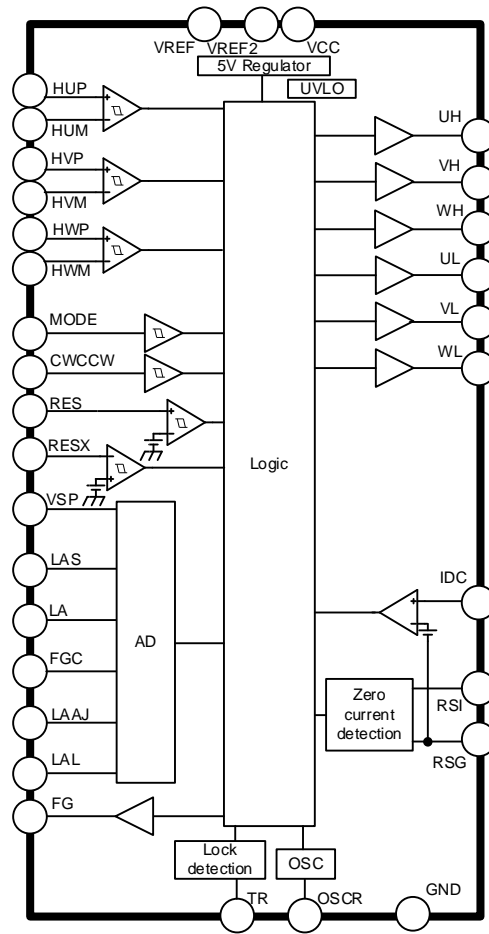 VREF VREF2 VCC
5V Regulator
UVLO
HUP
HUM
HVP
HVM
HWP
HWM
MODE
CWCCW
RES
RESX
VSP
LAS
LA
FGC
LAAJ
LAL
FG
AD
Logic
UH
VH
WH
UL
VL
WL
IDC
Zero
current
detection
RSI
RSG
Lock
detection
OSC
TR
OSCR
GND